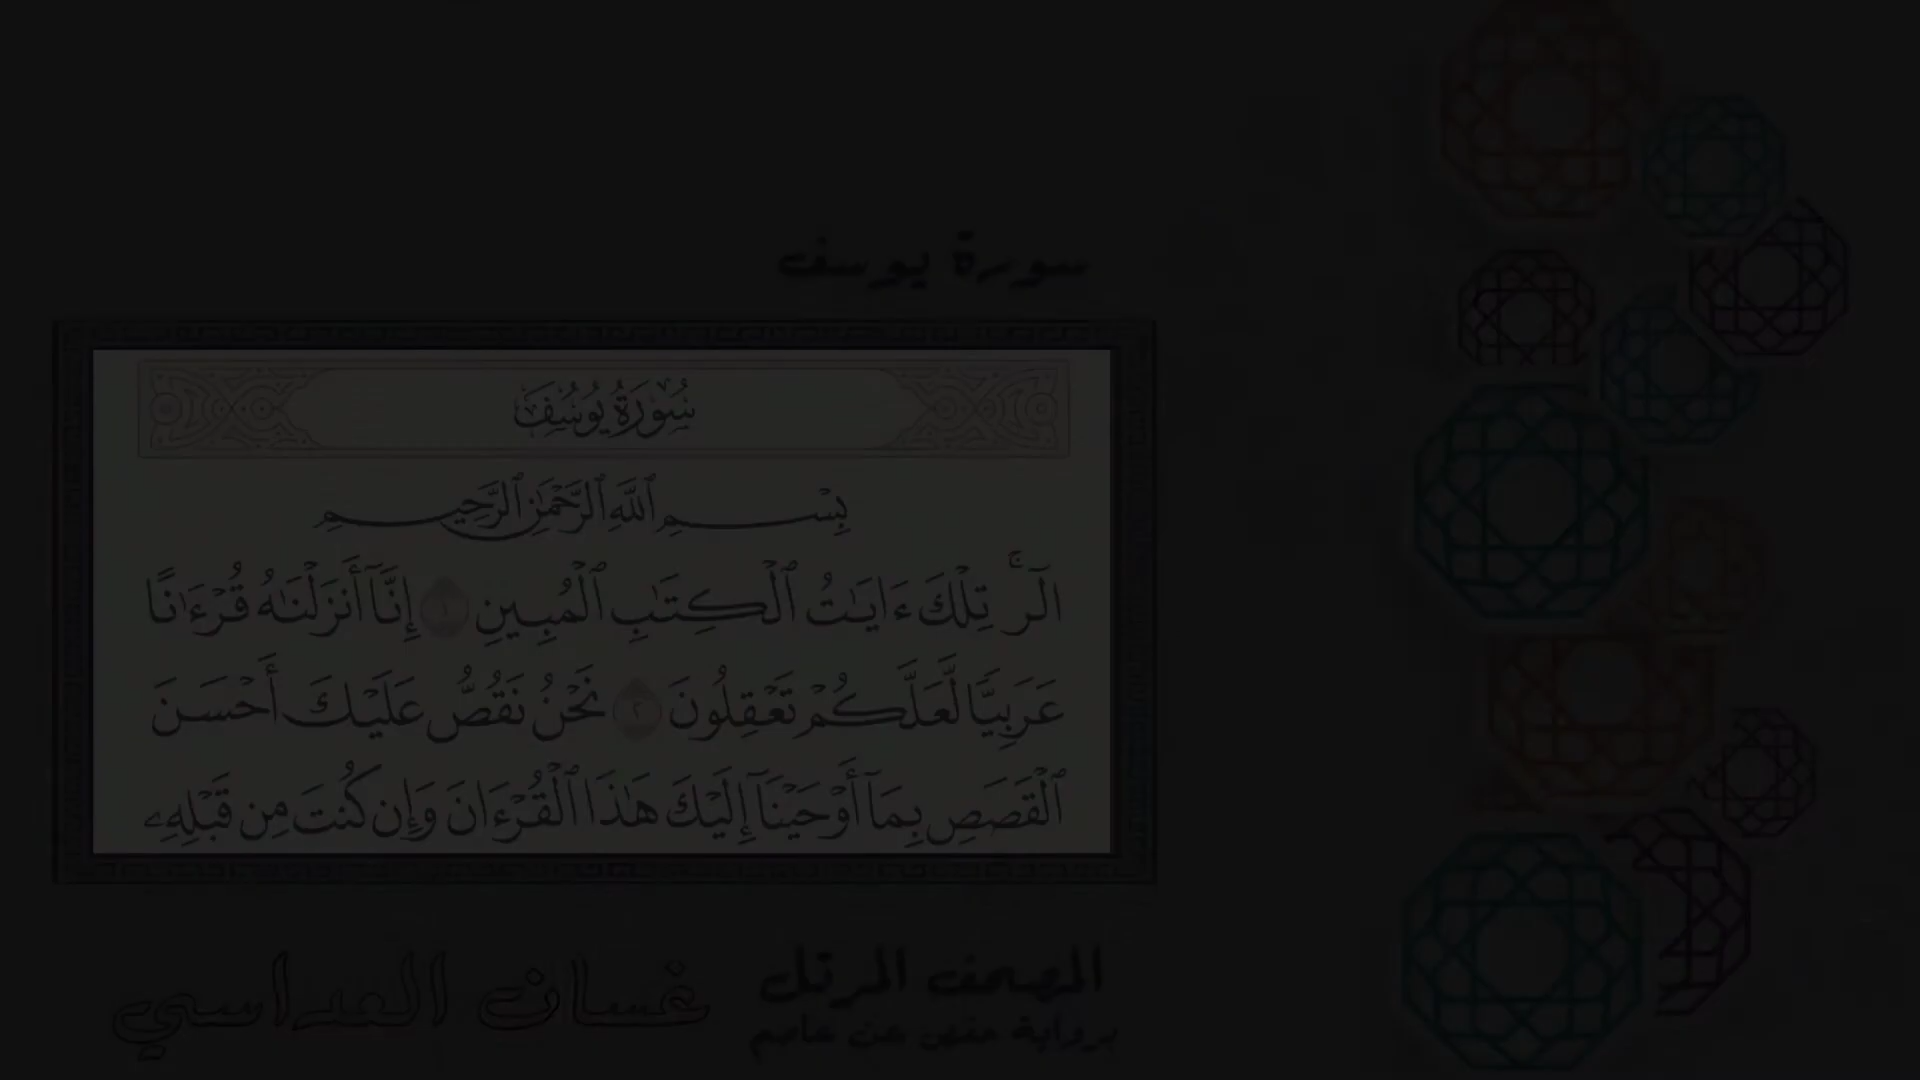 سورة يوسف
سُورَةُ يُوسُفَ
بِسْمِ ٱللَّهِ ٱلرَّحْمَٰنِ ٱلرَّحِيمِ
الٓرۚ تِلْكَ ءَايَٰتُ ٱلْكِتَٰبِ ٱلْمُبِينِ ١ إِنَّآ أَنزَلْنَٰهُ قُرْءَٰنًا
عَرَبِيًّا لَّعَلَّكُمْ تَعْقِلُونَ ٢ نَحْنُ نَقُصُّ عَلَيْكَ أَحْسَنَ
ٱلْقَصَصِ بِمَآ أَوْحَيْنَآ إِلَيْكَ هَٰذَا ٱلْقُرْءَانَ وَإِن كُنتَ مِن قَبْلِهِۦ
المصحف المرتل
برواية حفص عن عاصم
غسان